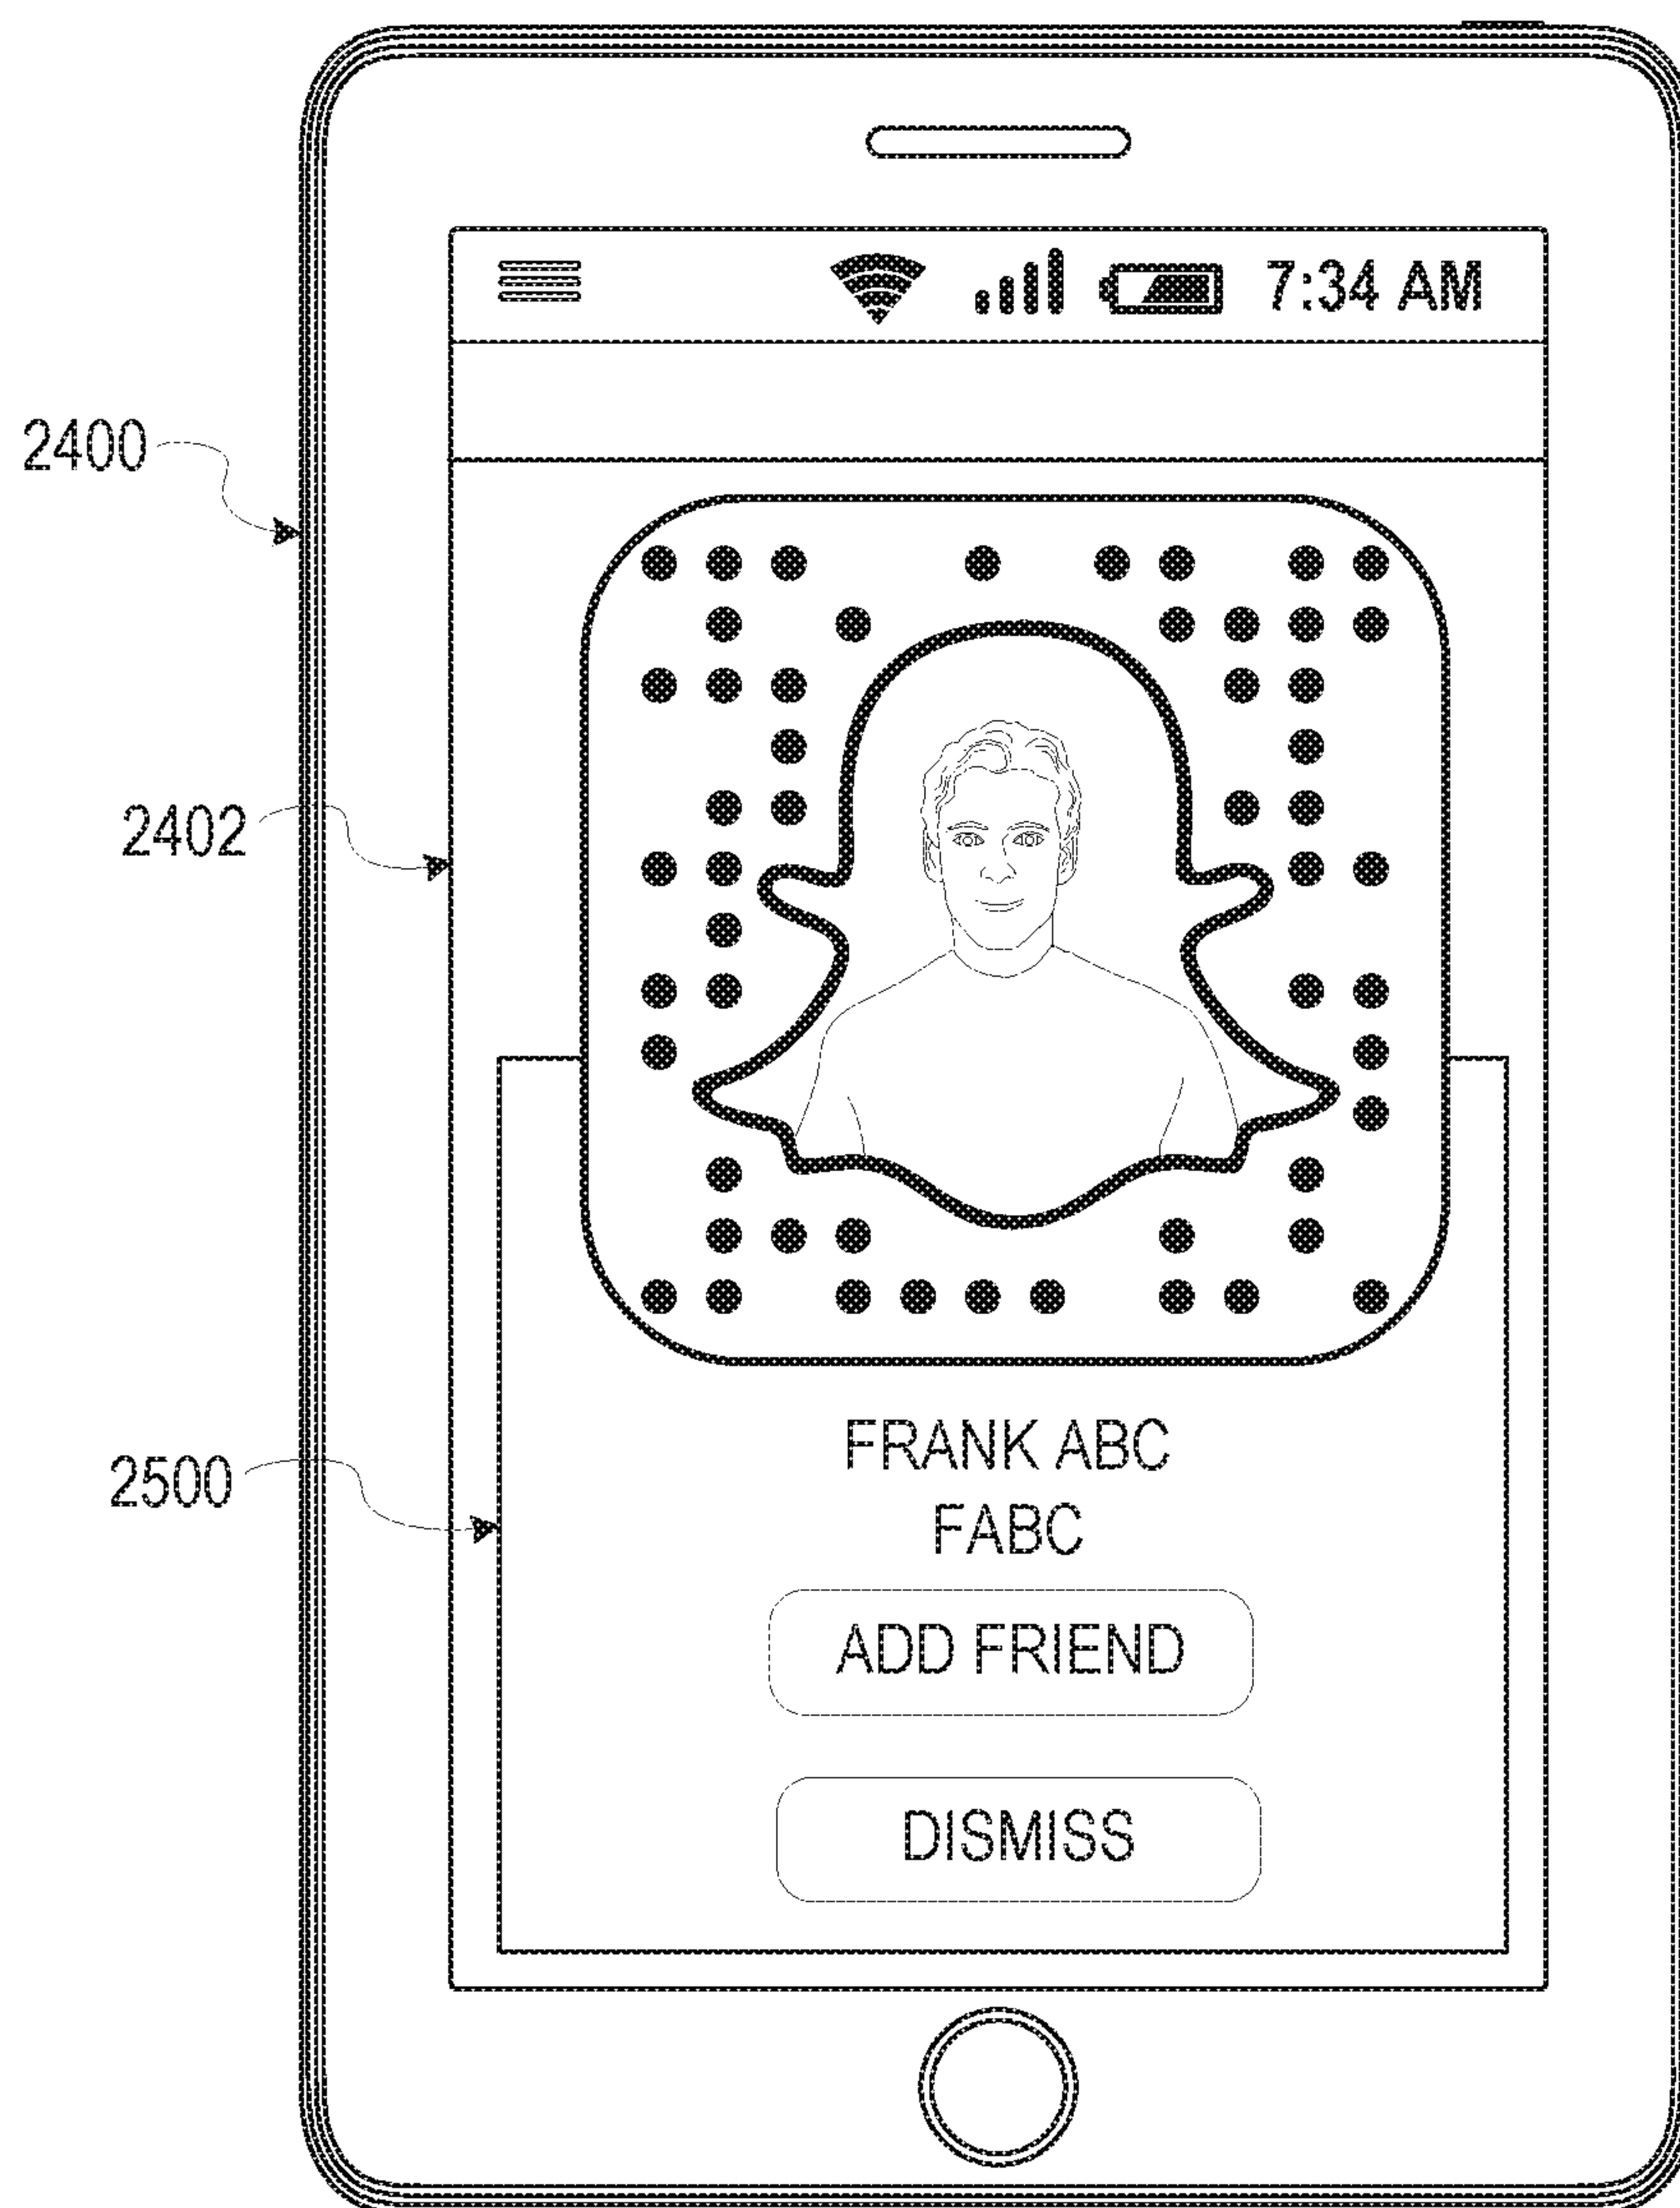 7:34 AM
2400
2402
2500
FRANK ABC
FABC
ADD FRIEND
DISMISS